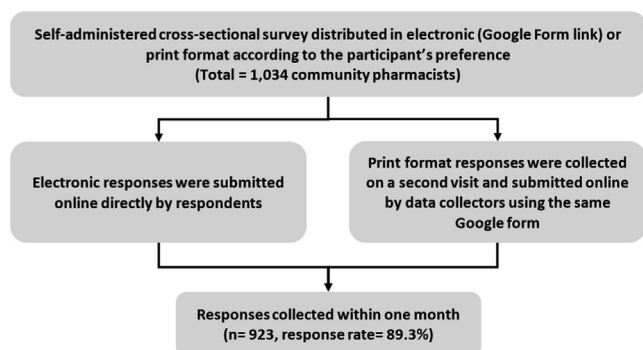 Self-administered cross-sectional survey distributed in electronic (Google Form link) or
print format according to the participant's preference
(Total = 1,034 community pharmacists)
Electronic responses were submitted
online directly by respondents
Print format responses were collected
on a second visit and submitted online
by data collectors using the same
Google form
Responses collected within one month
(n= 923, response rate= 89.3%)